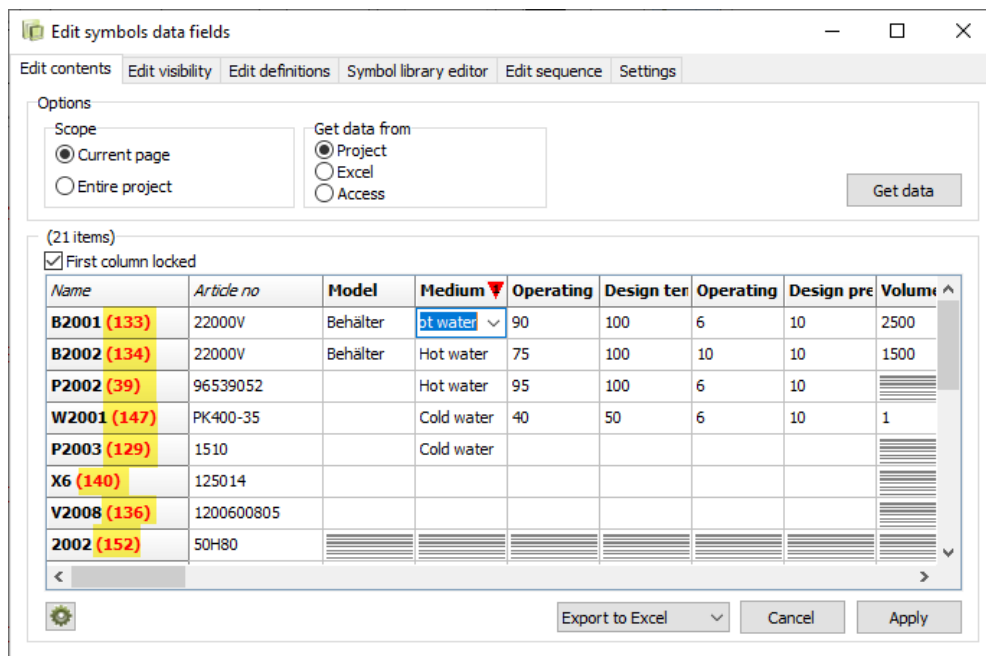 Edit symbols data fields
Edit contents Edit visibility Edit definitions Symbol library editor Edit sequence Settings
Options
Scope
Current page
Entire project
Get data from
Project
Excel
Access
Get data
(21 items)
First column locked
Name Article no Model Medium Operating Design ten Operating Design pre Volume
B2001 (133) 22000V Behälter ot water 90 100 6 10 2500
B2002 (134) 22000V Behälter Hot water 75 100 10 10 1500
P2002 (39) 96539052 Hot water 95 100 6 10
W2001 (147) PK400-35 Cold water 40 50 6 10 1
P2003 (129) 1510 Cold water
X6 (140) 125014
V2008 (136) 1200600805
2002 (152) 50H80
Export to Excel Cancel Apply